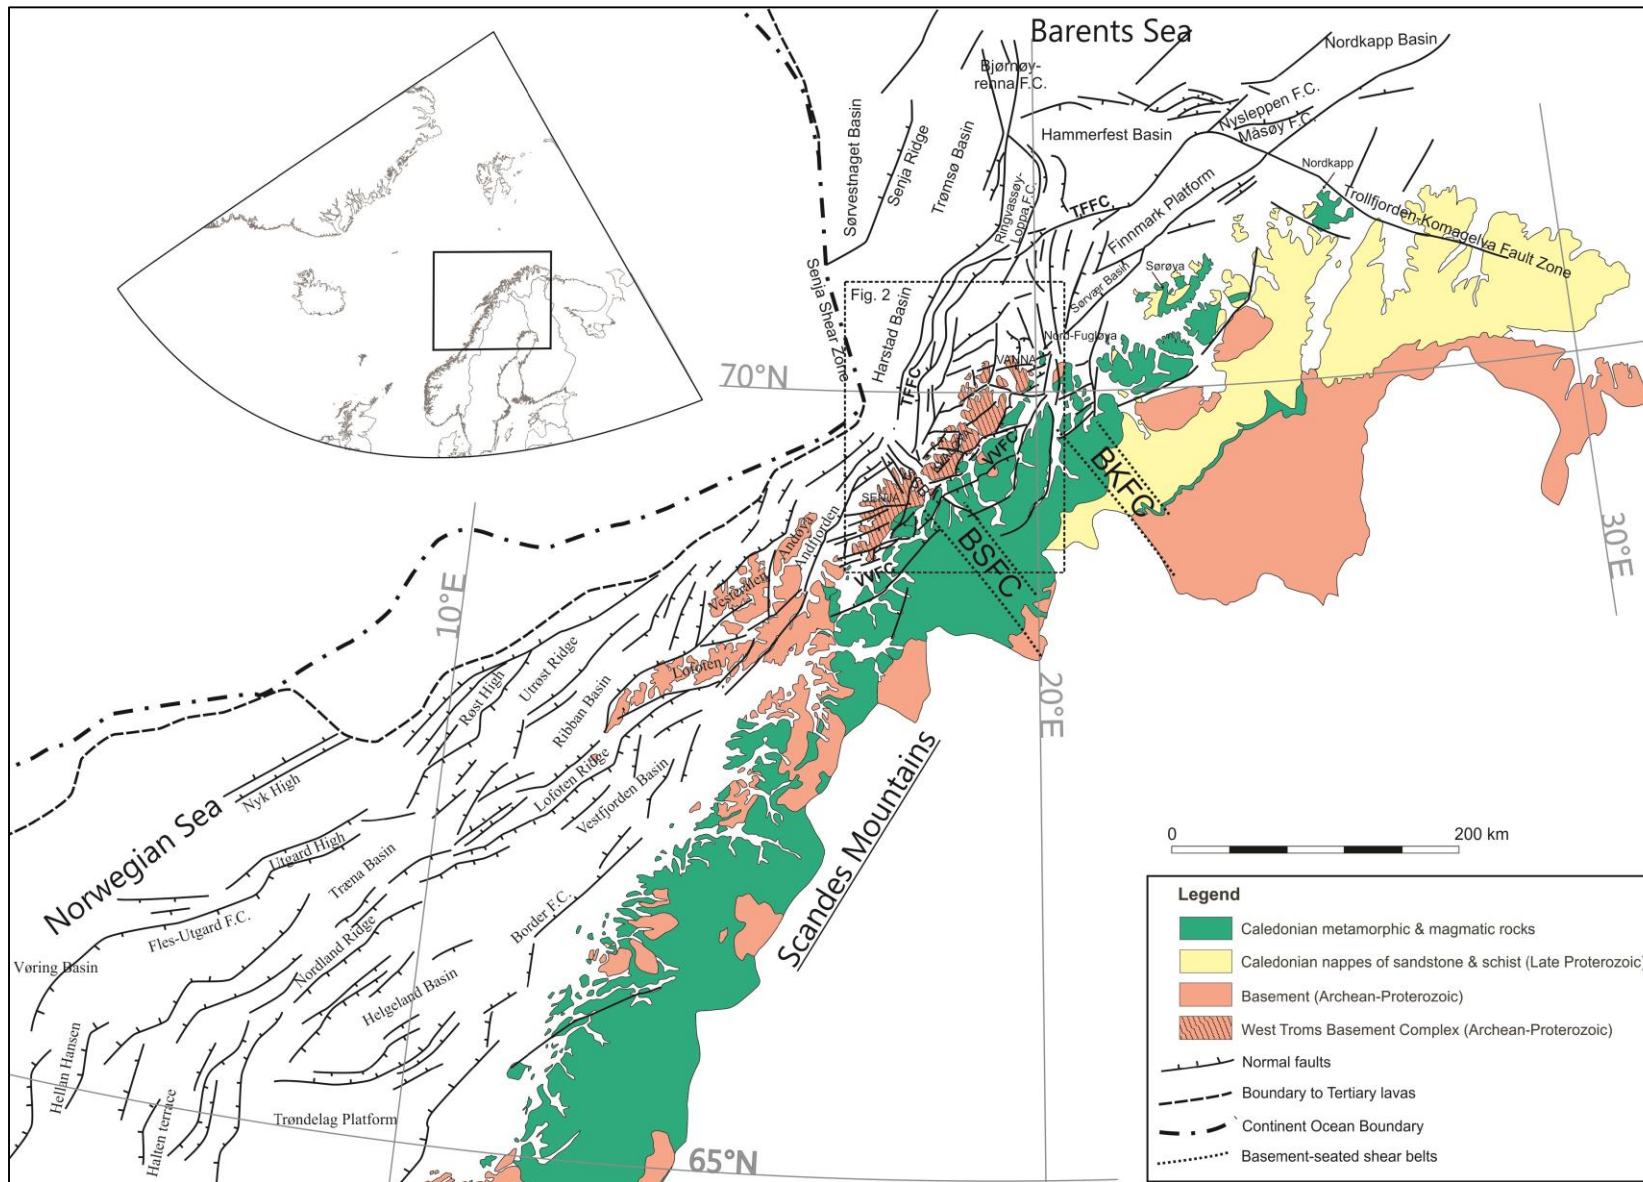 Barents Sea
Nordkapp Basin
Bjørnøy-
renna F.C.
Nysleppen F.C.
Måsøy F.C.
Hammerfest Basin
Sørvestnaget Basin
Senja Ridge
Trømsø Basin
Ringvassøy-
Loppa F.C.
TFFC
Finnmark Platform
Nordkapp
Trollfjorden-Komagelva Fault Zone
Senja Shear Zone
Fig. 2
Harstad Basin
Sørvær Basin
Sørøya
Nord-Fugløya
VANNA
70°N
TFFC
VVFC
BKFC
SENJA
BSFC
VVFC
30°E
Andøya
Andfjorden
Vesterålen
10°E
Lofoten
20°E
Utrøst Ridge
Røst High
Ribban Basin
Lofoten Ridge
Vestfjorden Basin
Nyk High
Norwegian Sea
Scandes Mountains
Utgard High
Træna Basin
Fles-Utgard F.C.
Border F.C.
Nordland Ridge
Vøring Basin
Helgeland Basin
Hellan Hansen
Halten terrace
Trøndelag Platform
65°N
0 200 km
Legend
Caledonian metamorphic & magmatic rocks
Caledonian nappes of sandstone & schist (Late Proterozoic)
Basement (Archean-Proterozoic)
West Troms Basement Complex (Archean-Proterozoic)
Normal faults
Boundary to Tertiary lavas
Continent Ocean Boundary
Basement-seated shear belts